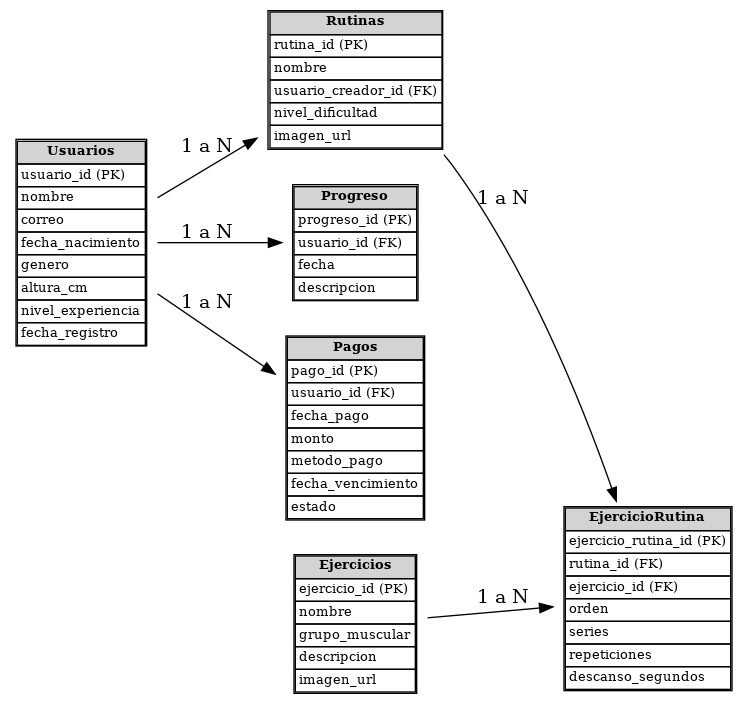 Rutinas
rutina_id (PK)
nombre
usuario_creador_id (FK)
nivel_dificultad
imagen_url
1 a N
Usuarios
usuario_id (PK)
nombre
correo
fecha_nacimiento
genero
altura_cm
nivel_experiencia
fecha_registro
1 a N
Progreso
progreso_id (PK)
usuario_id (FK)
fecha
descripcion
1 a N
1 a N
Pagos
pago_id (PK)
usuario_id (FK)
fecha_pago
monto
metodo_pago
fecha_vencimiento
estado
Ejercicios
ejercicio_id (PK)
nombre
grupo_muscular
descripcion
imagen_url
1 a N
EjercicioRutina
ejercicio_rutina_id (PK)
rutina_id (FK)
ejercicio_id (FK)
orden
series
repeticiones
descanso_segundos